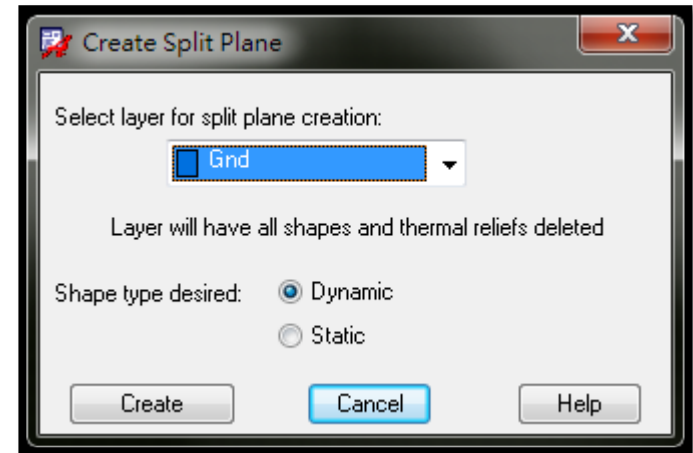 Create Split Plane
Select layer for split plane creation:
Gnd
Layer will have all shapes and thermal reliefs deleted
Shape type desired:
Dynamic
Static
Create
Cancel
Help